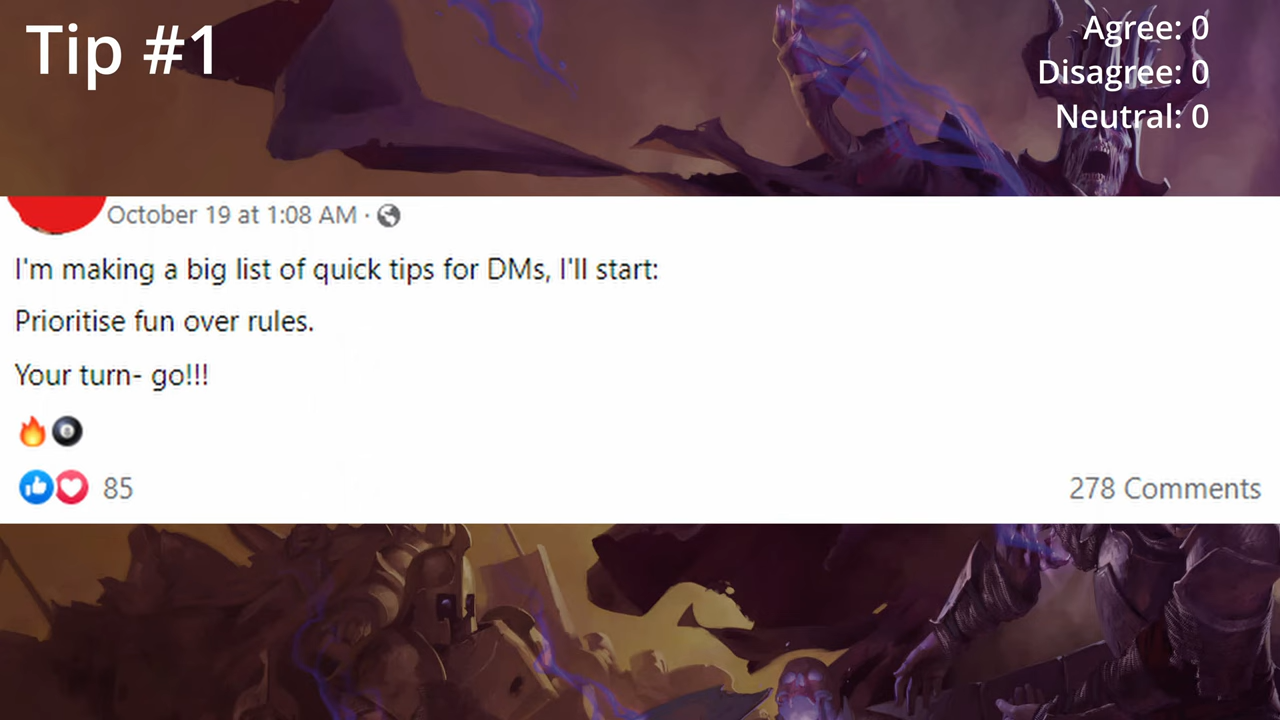 Tip #1
Agree: 0
Disagree: 0
Neutral: 0
October 19 at 1:08 AM ·
I'm making a big list of quick tips for DMs, I'll start:
Prioritise fun over rules.
Your turn- go!!!
85
278 Comments